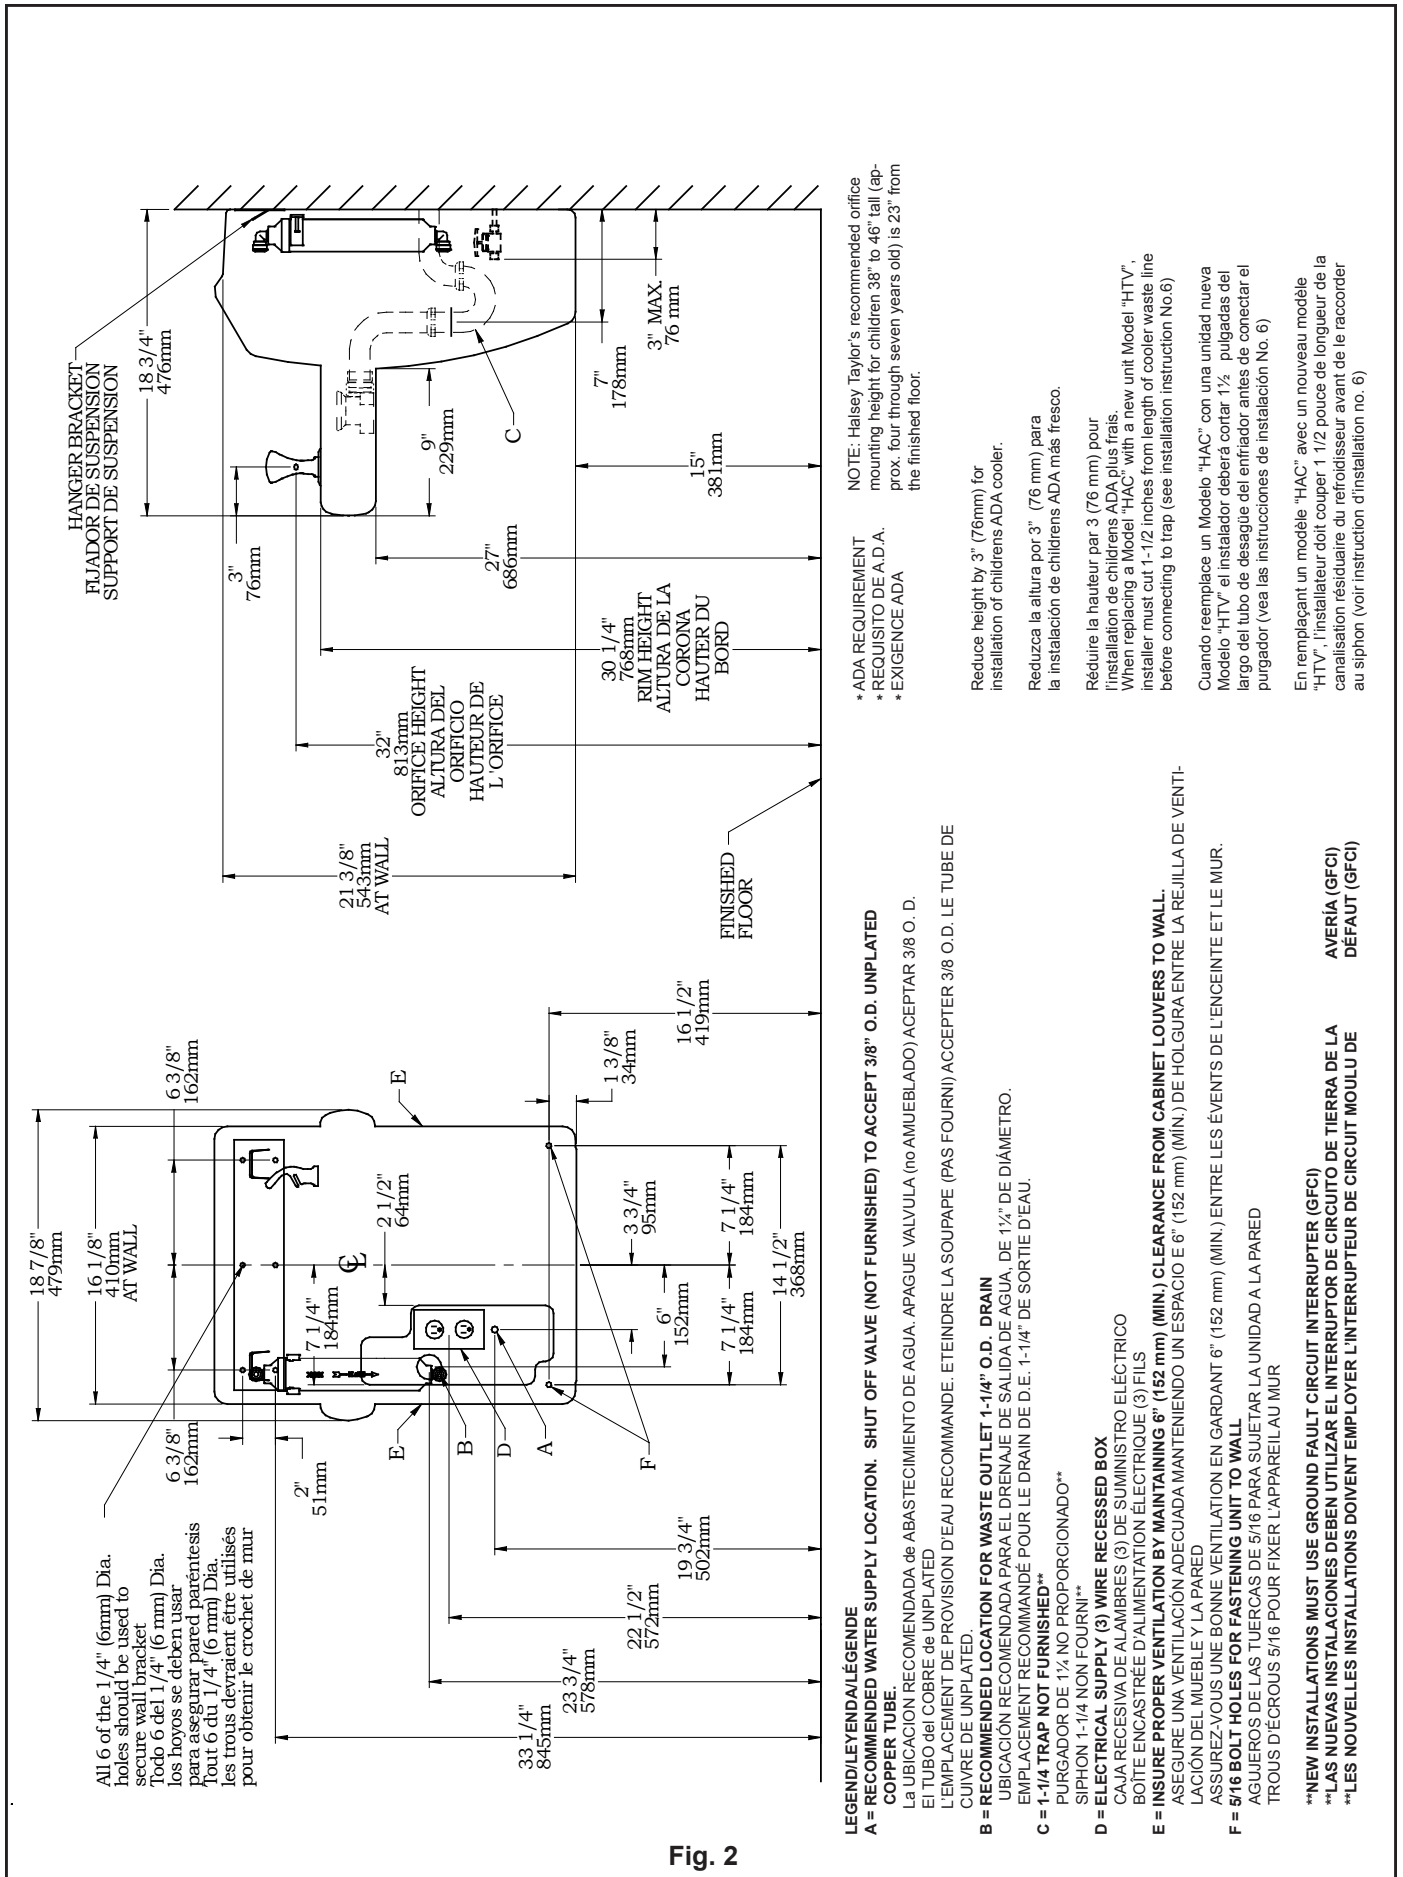 HANGER BRACKET
FIJADOR DE SUSPENSION
SUPPORT DE SUSPENSION
18 3/4"
476mm
3"
76mm
9"
229mm
C
7"
178mm
3" MAX.
76 mm
15"
381mm
27"
686mm
30 1/4"
768mm
RIM HEIGHT
ALTURA DE LA
CORONA
HAUTER DU
BORD
32"
813mm
ORIFICE HEIGHT
ALTURA DEL
ORIFICIO
HAUTEUR DE
L 'ORIFICE
21 3/8"
543mm
AT WALL
FINISHED
FLOOR
18 7/8"
479mm
16 1/8"
410mm
AT WALL
6 3/8"
162mm
6 3/8"
162mm
2"
51mm
7 1/4"
184mm
2 1/2"
64mm
E
E
B
D
A
F
16 1/2"
419mm
1 3/8"
34mm
3 3/4"
95mm
6"
152mm
7 1/4"
184mm
7 1/4"
184mm
14 1/2"
368mm
19 3/4"
502mm
22 1/2"
572mm
23 3/4"
578mm
33 1/4"
845mm
All 6 of the 1/4" (6mm) Dia.
holes should be used to
secure wall bracket
Todo 6 del 1/4" (6 mm) Dia.
los hoyos se deben usar
para asegurar pared paréntesis
Tout 6 du 1/4" (6 mm) Dia.
les trous devraient être utilisés
pour obtenir le crochet de mur
LEGEND/LEYENDA/LÉGENDE
A = RECOMMENDED WATER SUPPLY LOCATION. SHUT OFF VALVE (NOT FURNISHED) TO ACCEPT 3/8" O.D. UNPLATED
COPPER TUBE.
La UBICACION RECOMENDADA de ABASTECIMIENTO DE AGUA. APAGUE VALVULA (no AMUEBLADO) ACEPTAR 3/8 O. D.
El TUBO del COBRE de UNPLATED
L'EMPLACEMENT DE PROVISION D'EAU RECOMMANDE. ETEINDRE LA SOUPAPE (PAS FOURNI) ACCEPTER 3/8 O.D. LE TUBE DE
CUIVRE DE UNPLATED.
B = RECOMMENDED LOCATION FOR WASTE OUTLET 1-1/4" O.D. DRAIN
UBICACIÓN RECOMENDADA PARA EL DRENAJE DE SALIDA DE AGUA, DE 1¼" DE DIÁMETRO.
EMPLACEMENT RECOMMANDÉ POUR LE DRAIN DE D.E. 1-1/4" DE SORTIE D'EAU.
C = 1-1/4 TRAP NOT FURNISHED**
PURGADOR DE 1¼ NO PROPORCIONADO**
SIPHON 1-1/4 NON FOURNI**
D = ELECTRICAL SUPPLY (3) WIRE RECESSED BOX
CAJA RECESIVA DE ALAMBRES (3) DE SUMINISTRO ELÉCTRICO
BOÎTE ENCASTRÉE D'ALIMENTATION ÉLECTRIQUE (3) FILS
E = INSURE PROPER VENTILATION BY MAINTAINING 6" (152 mm) (MIN.) CLEARANCE FROM CABINET LOUVERS TO WALL.
ASEGURE UNA VENTILACIÓN ADECUADA MANTENIENDO UN ESPACIO E 6" (152 mm) (MÍN.) DE HOLGURA ENTRE LA REJILLA DE VENTI-
LACIÓN DEL MUEBLE Y LA PARED
ASSUREZ-VOUS UNE BONNE VENTILATION EN GARDANT 6" (152 mm) (MIN.) ENTRE LES ÉVENTS DE L'ENCEINTE ET LE MUR.
F = 5/16 BOLT HOLES FOR FASTENING UNIT TO WALL
AGUJEROS DE LAS TUERCAS DE 5/16 PARA SUJETAR LA UNIDAD A LA PARED
TROUS D'ÉCROUS 5/16 POUR FIXER L'APPAREIL AU MUR
**NEW INSTALLATIONS MUST USE GROUND FAULT CIRCUIT INTERRUPTER (GFCI)
**LAS NUEVAS INSTALACIONES DEBEN UTILIZAR EL INTERRUPTOR DE CIRCUITO DE TIERRA DE LA AVERÍA (GFCI)
**LES NOUVELLES INSTALLATIONS DOIVENT EMPLOYER L'INTERRUPTEUR DE CIRCUIT MOULU DE DÉFAUT (GFCI)
* ADA REQUIREMENT
* REQUISITO DE A.D.A.
* EXIGENCE ADA
NOTE: Halsey Taylor's recommended orifice
mounting height for children 38" to 46" tall (ap-
prox. four through seven years old) is 23" from
the finished floor.
Reduce height by 3" (76mm) for
installation of childrens ADA cooler.
Reduzca la altura por 3" (76 mm) para
la instalación de childrens ADA más fresco.
Réduire la hauteur par 3 (76 mm) pour
l'installation de childrens ADA plus frais.
When replacing a Model "HAC" with a new unit Model "HTV",
installer must cut 1-1/2 inches from length of cooler waste line
before connecting to trap (see installation instruction No.6)
Cuando reemplace un Modelo "HAC" con una unidad nueva
Modelo "HTV" el instalador deberá cortar 1½ pulgadas del
largo del tubo de desagüe del enfriador antes de conectar el
purgador (vea las instrucciones de instalación No. 6)
En remplaçant un modèle "HAC" avec un nouveau modèle
"HTV", l'installateur doit couper 1 1/2 pouce de longueur de la
canalisation résiduaire du refroidisseur avant de le raccorder
au siphon (voir instruction d'installation no. 6)
Fig. 2